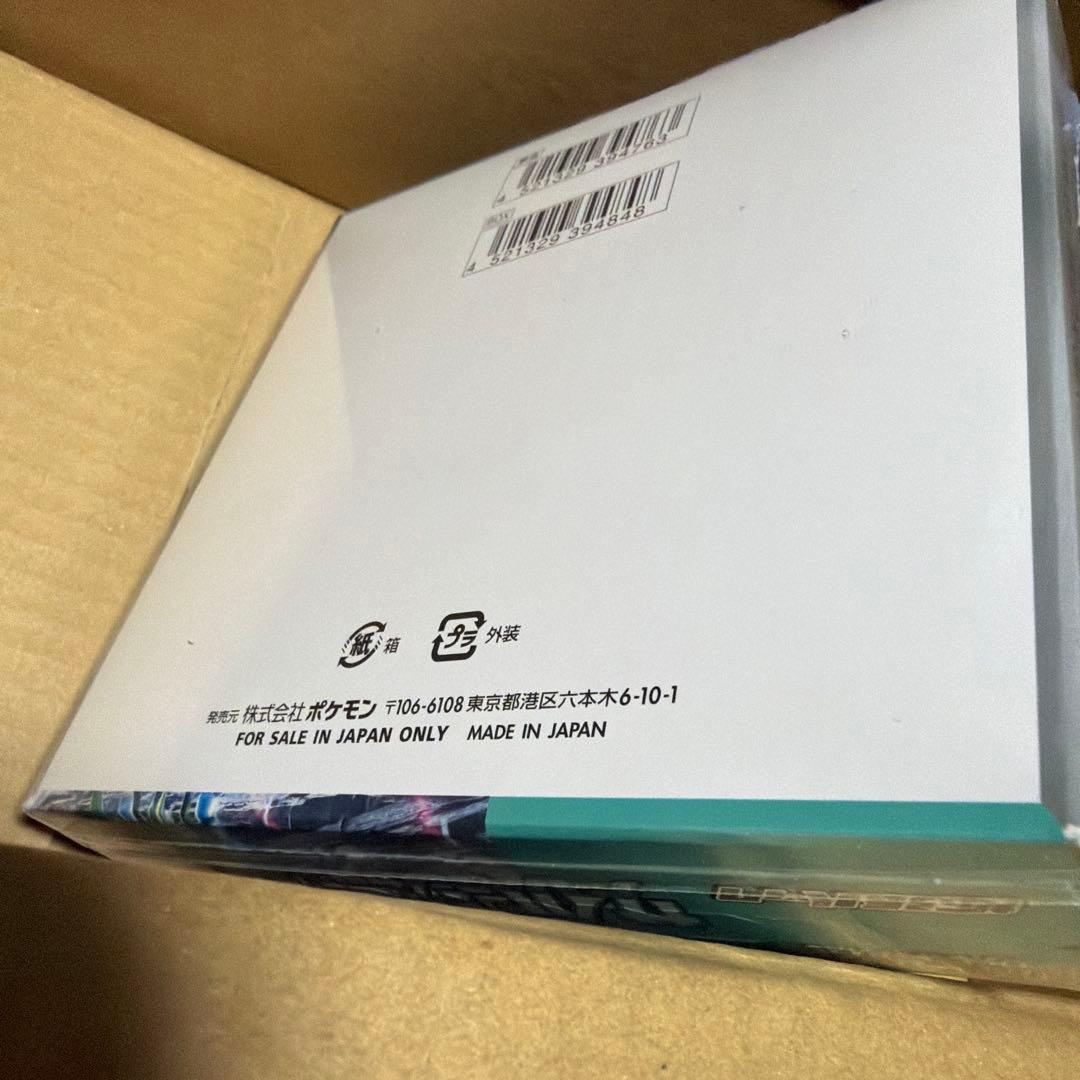 4 521329 394763
BOX
4 521329 394848
紙 箱
プラ 外装
発売元 株式会社ポケモン 〒106-6108 東京都港区六本木6-10-1
FOR SALE IN JAPAN ONLY MADE IN JAPAN